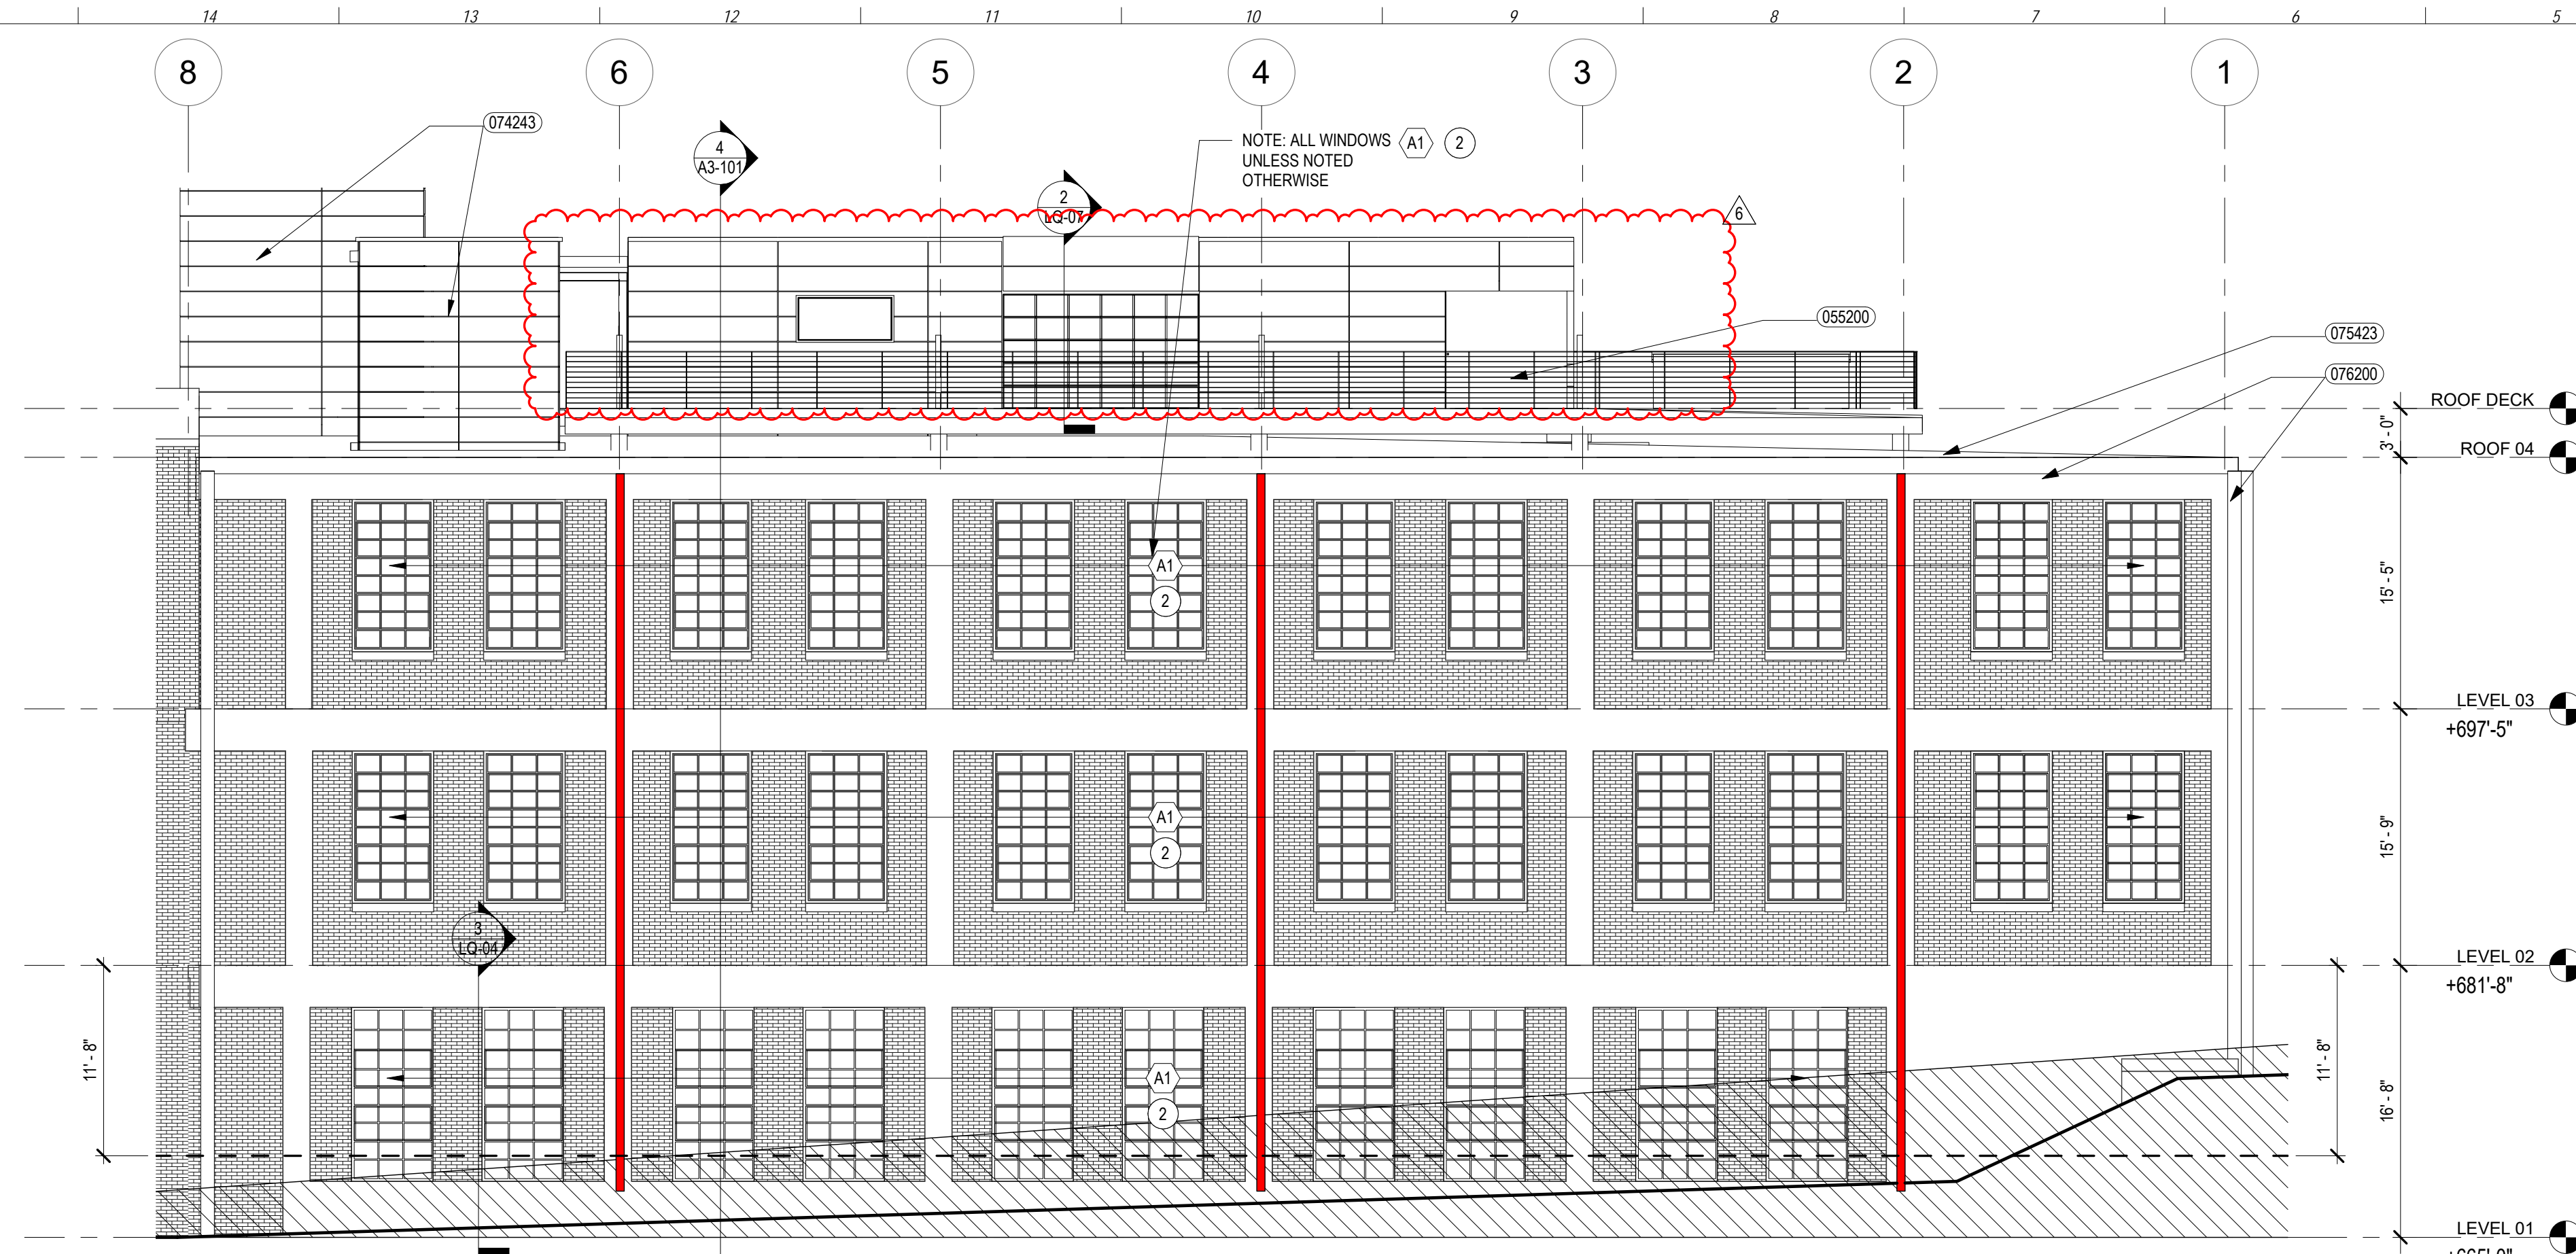 14 13 12 11 10 9 8 7 6 5
8 6 5 4 3 2 1
074243
4
A3-101
NOTE: ALL WINDOWS A1 2
UNLESS NOTED
OTHERWISE
2
LQ-07
6
055200
075423
076200
ROOF DECK
3' - 0"
ROOF 04
A1
2
15' - 5"
LEVEL 03
+697'-5"
A1
2
15' - 9"
3
LQ-04
LEVEL 02
+681'-8"
11' - 8"
A1
2
11' - 8"
16' - 8"
LEVEL 01